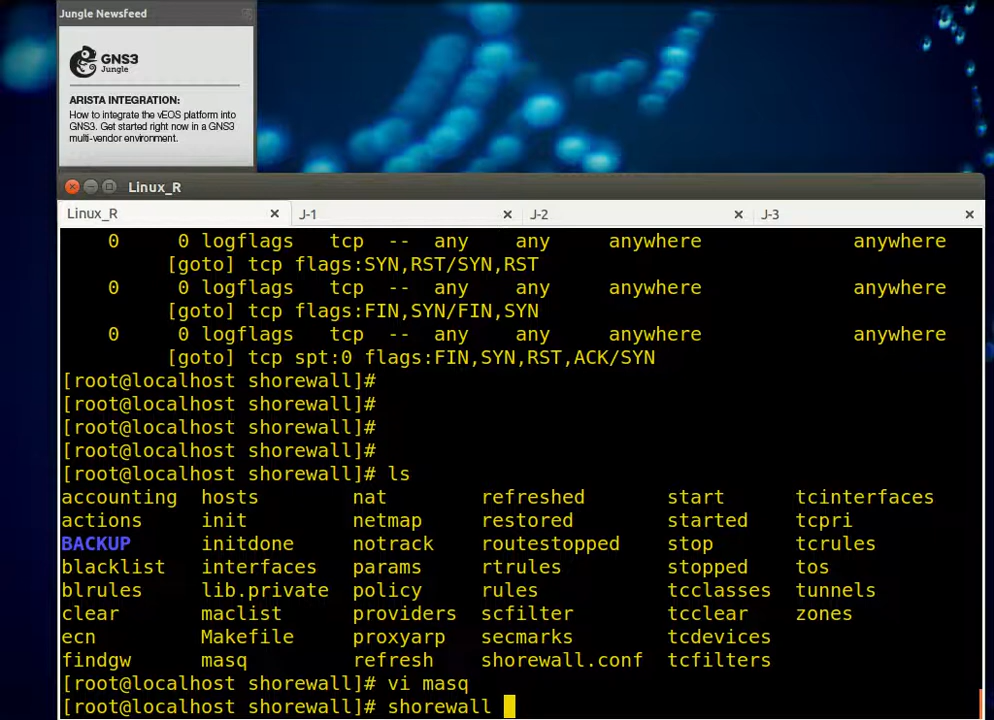 Jungle Newsfeed
GNS3
Jungle
ARISTA INTEGRATION:
How to integrate the vEOS platform into
GNS3. Get started right now in a GNS3
multi-vendor environment.
Linux_R
Linux_R J-1 J-2 J-3
0 0 logflags tcp -- any any anywhere anywhere
[goto] tcp flags:SYN,RST/SYN,RST
0 0 logflags tcp -- any any anywhere anywhere
[goto] tcp flags:FIN,SYN/FIN,SYN
0 0 logflags tcp -- any any anywhere anywhere
[goto] tcp spt:0 flags:FIN,SYN,RST,ACK/SYN
[root@localhost shorewall]#
[root@localhost shorewall]#
[root@localhost shorewall]#
[root@localhost shorewall]#
[root@localhost shorewall]# ls
accounting hosts nat refreshed start tcinterfaces
actions init netmap restored started tcpri
BACKUP initdone notrack routestopped stop tcrules
blacklist interfaces params rtrules stopped tos
blrules lib.private policy rules tcclasses tunnels
clear maclist providers scfilter tcclear zones
ecn Makefile proxyarp secmarks tcdevices
findgw masq refresh shorewall.conf tcfilters
[root@localhost shorewall]# vi masq
[root@localhost shorewall]# shorewall